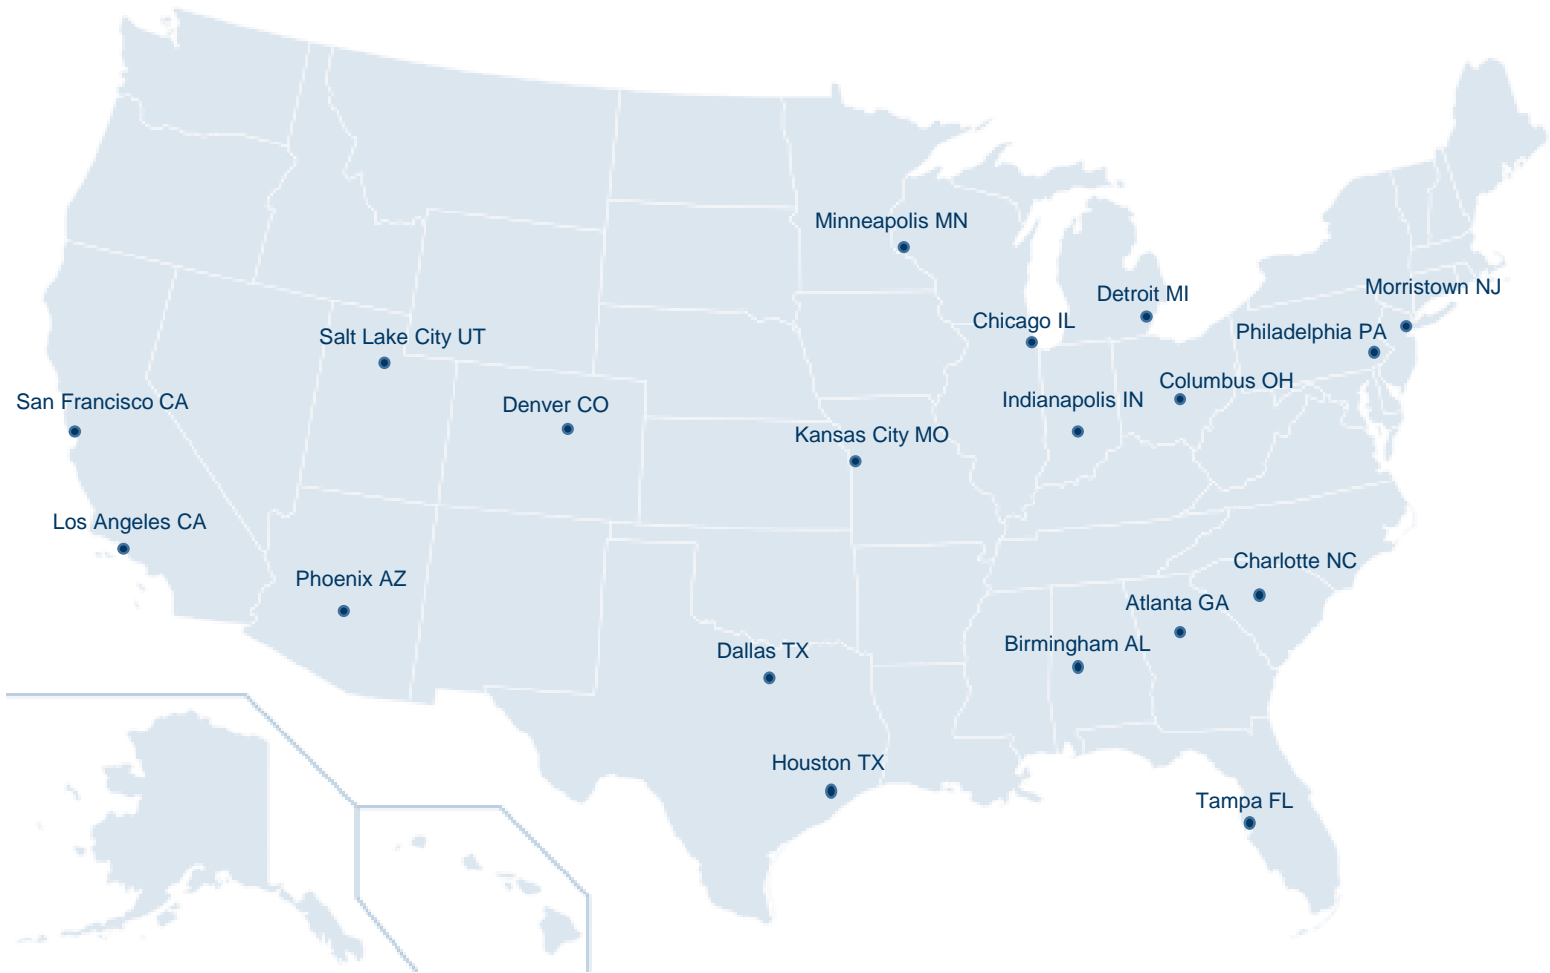 Minneapolis MN
Morristown NJ
Detroit MI
Chicago IL
Philadelphia PA
Salt Lake City UT
Columbus OH
San Francisco CA
Denver CO
Indianapolis IN
Kansas City MO
Los Angeles CA
Charlotte NC
Phoenix AZ
Atlanta GA
Birmingham AL
Dallas TX
Houston TX
Tampa FL